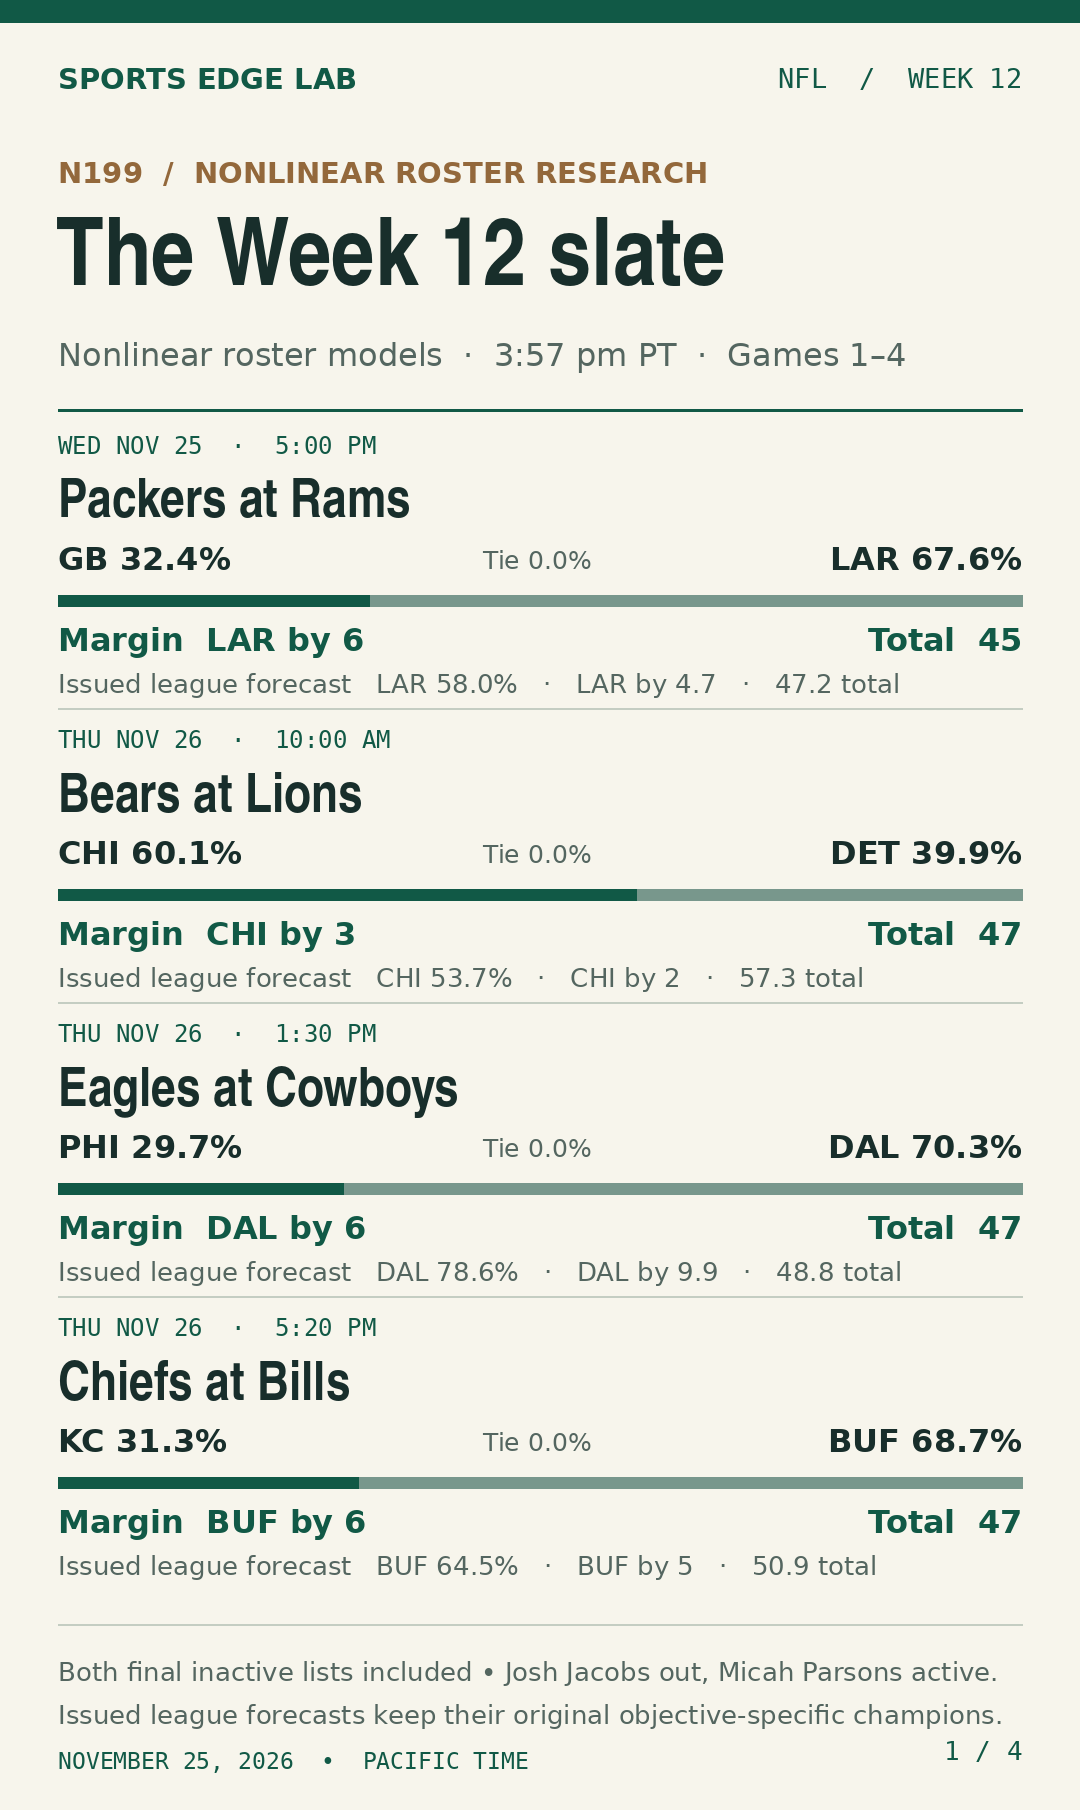 SPORTS EDGE LAB
NFL / WEEK 12
N199 / NONLINEAR ROSTER RESEARCH
The Week 12 slate
Nonlinear roster models · 3:57 pm PT · Games 1–4
WED NOV 25 · 5:00 PM
Packers at Rams
GB 32.4% Tie 0.0% LAR 67.6%
Margin LAR by 6 Total 45
Issued league forecast LAR 58.0% · LAR by 4.7 · 47.2 total
THU NOV 26 · 10:00 AM
Bears at Lions
CHI 60.1% Tie 0.0% DET 39.9%
Margin CHI by 3 Total 47
Issued league forecast CHI 53.7% · CHI by 2 · 57.3 total
THU NOV 26 · 1:30 PM
Eagles at Cowboys
PHI 29.7% Tie 0.0% DAL 70.3%
Margin DAL by 6 Total 47
Issued league forecast DAL 78.6% · DAL by 9.9 · 48.8 total
THU NOV 26 · 5:20 PM
Chiefs at Bills
KC 31.3% Tie 0.0% BUF 68.7%
Margin BUF by 6 Total 47
Issued league forecast BUF 64.5% · BUF by 5 · 50.9 total
Both final inactive lists included • Josh Jacobs out, Micah Parsons active.
Issued league forecasts keep their original objective-specific champions.
NOVEMBER 25, 2026 • PACIFIC TIME
1 / 4